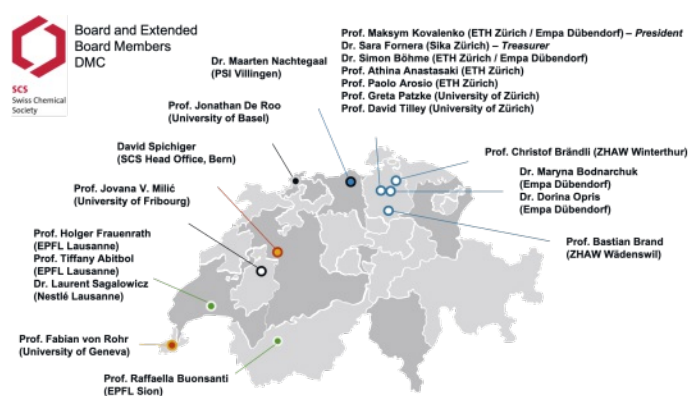 Board and Extended
Board Members
DMC
SCS
Swiss Chemical
Society
Prof. Maksym Kovalenko (ETH Zürich / Empa Dübendorf) – President
Dr. Sara Fornera (Sika Zürich) – Treasurer
Dr. Simon Böhme (ETH Zürich / Empa Dübendorf)
Prof. Athina Anastasaki (ETH Zürich)
Prof. Paolo Arosio (ETH Zürich)
Prof. Greta Patzke (University of Zürich)
Prof. David Tilley (University of Zürich)
Dr. Maarten Nachtegaal
(PSI Villingen)
Prof. Jonathan De Roo
(University of Basel)
David Spichiger
(SCS Head Office, Bern)
Prof. Jovana V. Milić
(University of Fribourg)
Prof. Holger Frauenrath
(EPFL Lausanne)
Prof. Tiffany Abitbol
(EPFL Lausanne)
Dr. Laurent Sagalowicz
(Nestlé Lausanne)
Prof. Fabian von Rohr
(University of Geneva)
Prof. Raffaella Buonsanti
(EPFL Sion)
Prof. Christof Brändli (ZHAW Winterthur)
Dr. Maryna Bodnarchuk
(Empa Dübendorf)
Dr. Dorina Opris
(Empa Dübendorf)
Prof. Bastian Brand
(ZHAW Wädenswil)